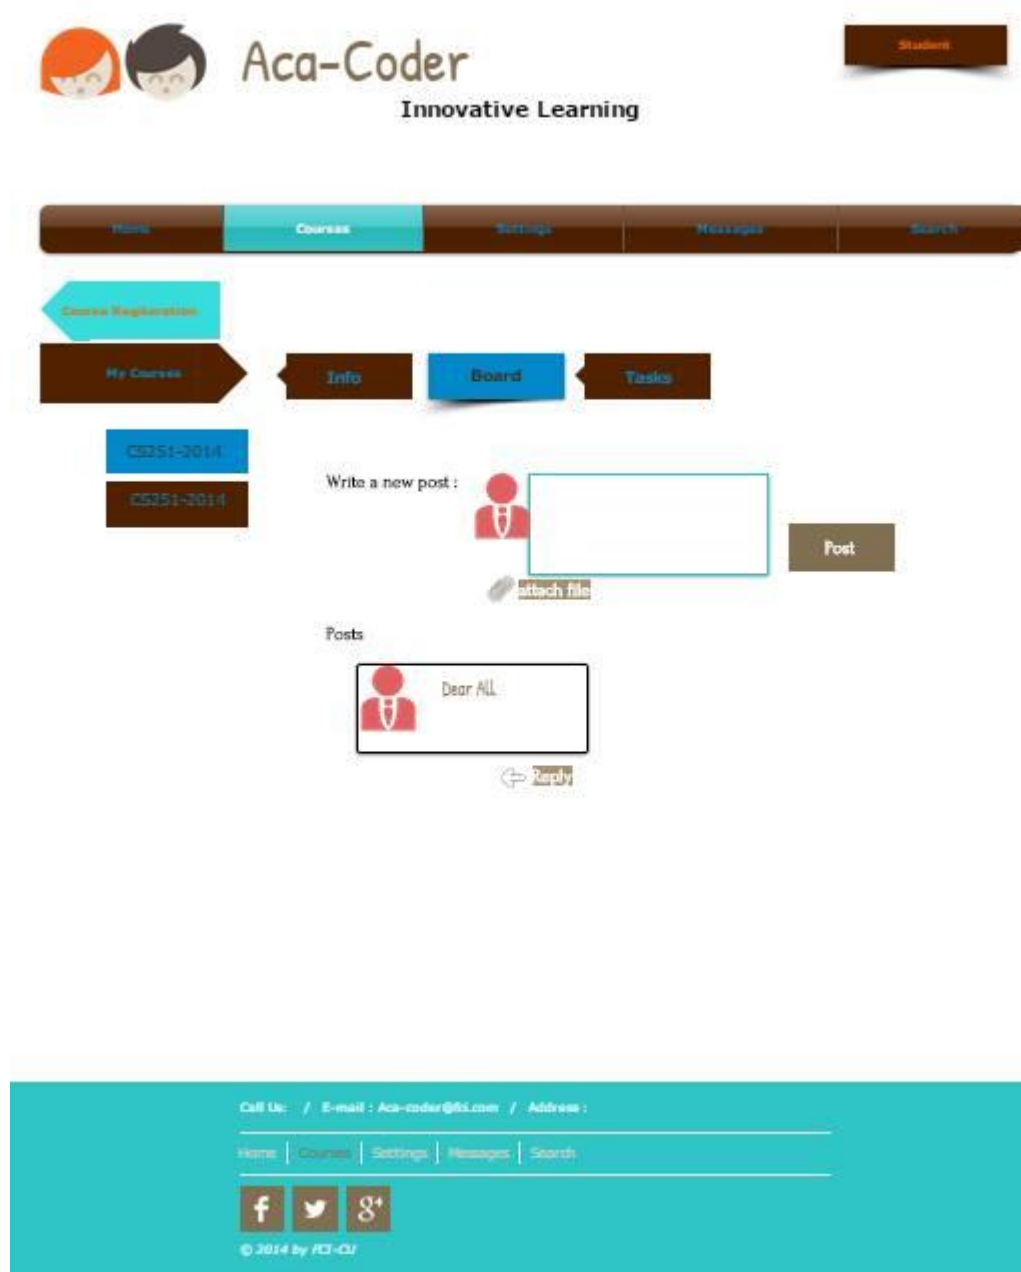 Aca-Coder
Student
Innovative Learning
Home Courses Settings Messages Search
Course Registration
My Courses Info Board Tasks
CS251-2014
CS351-2014
Write a new post :
Post
attach file
Posts
Dear All
Reply
Call Us: / E-mail : Aca-coder@fci.com / Address :
Home Courses Settings Messages Search
f 8+
© 2014 by FCI-CU